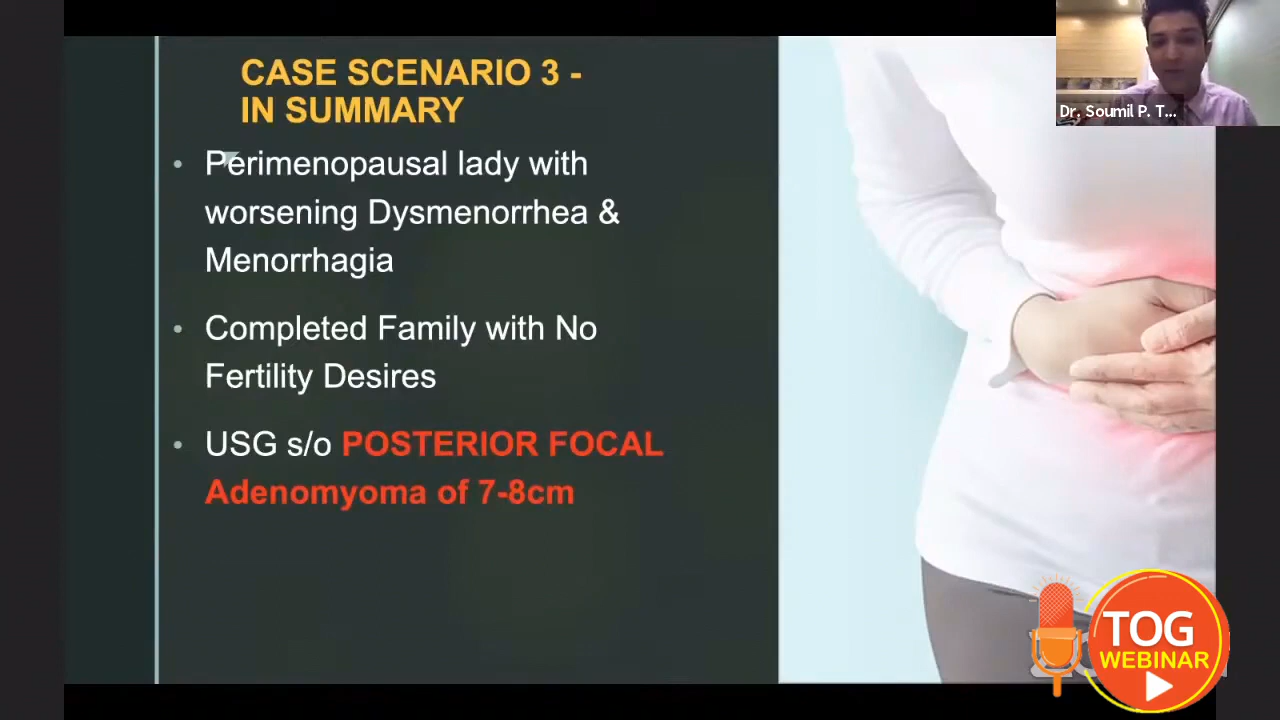 CASE SCENARIO 3 -
IN SUMMARY
• Perimenopausal lady with
worsening Dysmenorrhea &
Menorrhagia
• Completed Family with No
Fertility Desires
• USG s/o POSTERIOR FOCAL
Adenomyoma of 7-8cm
Dr. Soumil P. T...
TOG
WEBINAR